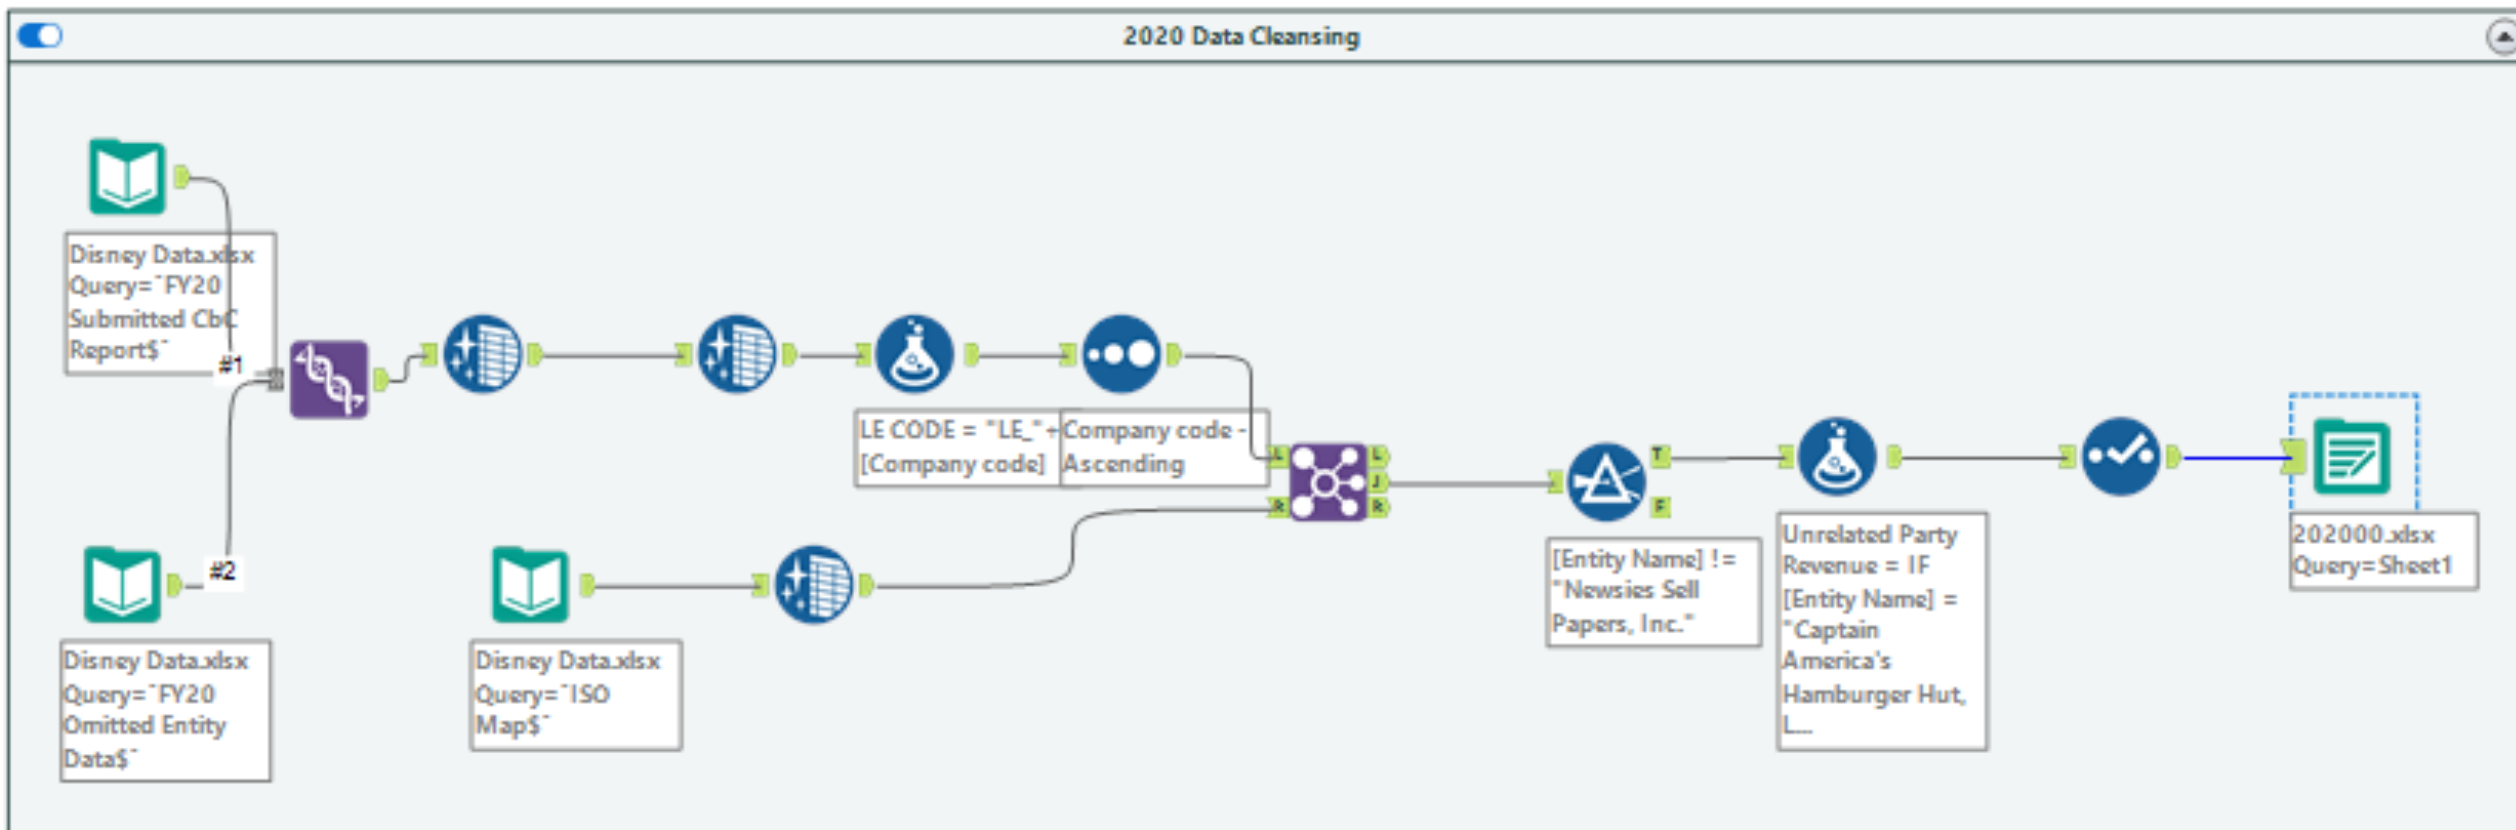 2020 Data Cleansing
Disney Data.xlsx
Query=`FY20
Submitted CbC
Report$`
#1
#2
Disney Data.xlsx
Query=`FY20
Omitted Entity
Data$`
LE CODE = "LE_"+
[Company code]
Company code -
Ascending
Disney Data.xlsx
Query=`ISO
Map$`
L
R
L
J
R
T
F
[Entity Name] !=
"Newsies Sell
Papers, Inc."
Unrelated Party
Revenue = IF
[Entity Name] =
"Captain
America's
Hamburger Hut,
L...
202000.xlsx
Query=Sheet1